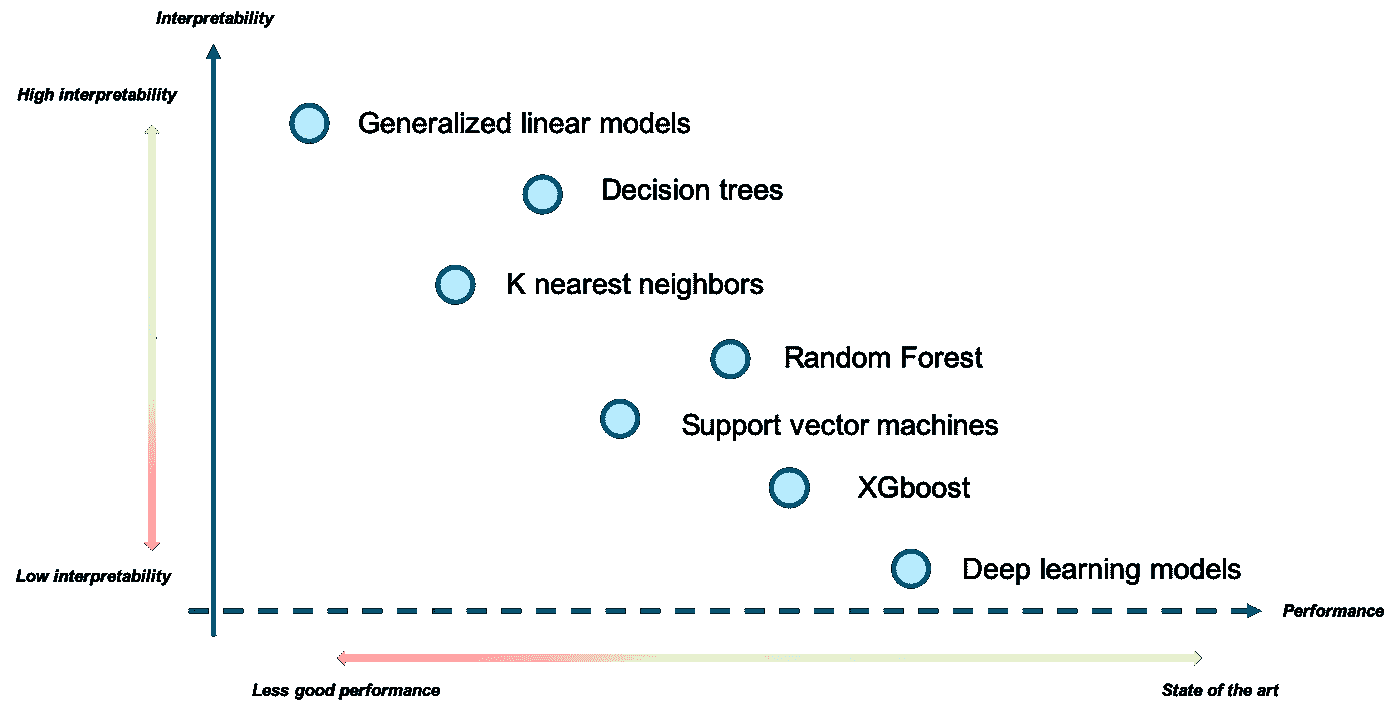 Interpretability
High interpretability
Generalized linear models
Decision trees
K nearest neighbors
Random Forest
Support vector machines
XGboost
Deep learning models
Low interpretability
Performance
Less good performance
State of the art